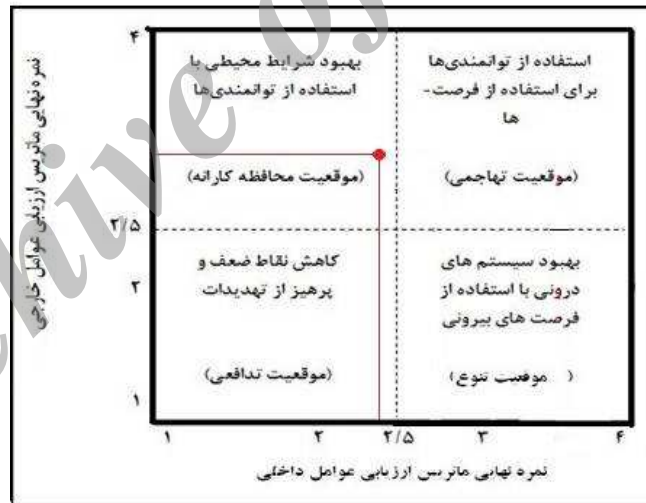 Archive of
نمره نهایی ماتریس ارزیابی عوامل خارجی
۴
۲/۵
۲
۱
استفاده از توانمندی‌ها
برای استفاده از فرصت-
ها
(موقعیت تهاجمی)
بهبود شرایط محیطی با
استفاده از توانمندی‌ها
(موقعیت محافظه کارانه)
بهبود سیستم های
درونی با استفاده از
فرصت های بیرونی
( موقعیت تنوع)
کاهش نقاط ضعف و
پرهیز از تهدیدات
(موقعیت تدافعی)
۱ ۲ ۲/۵ ۳ ۴
نمره نهایی ماتریس ارزیابی عوامل داخلی